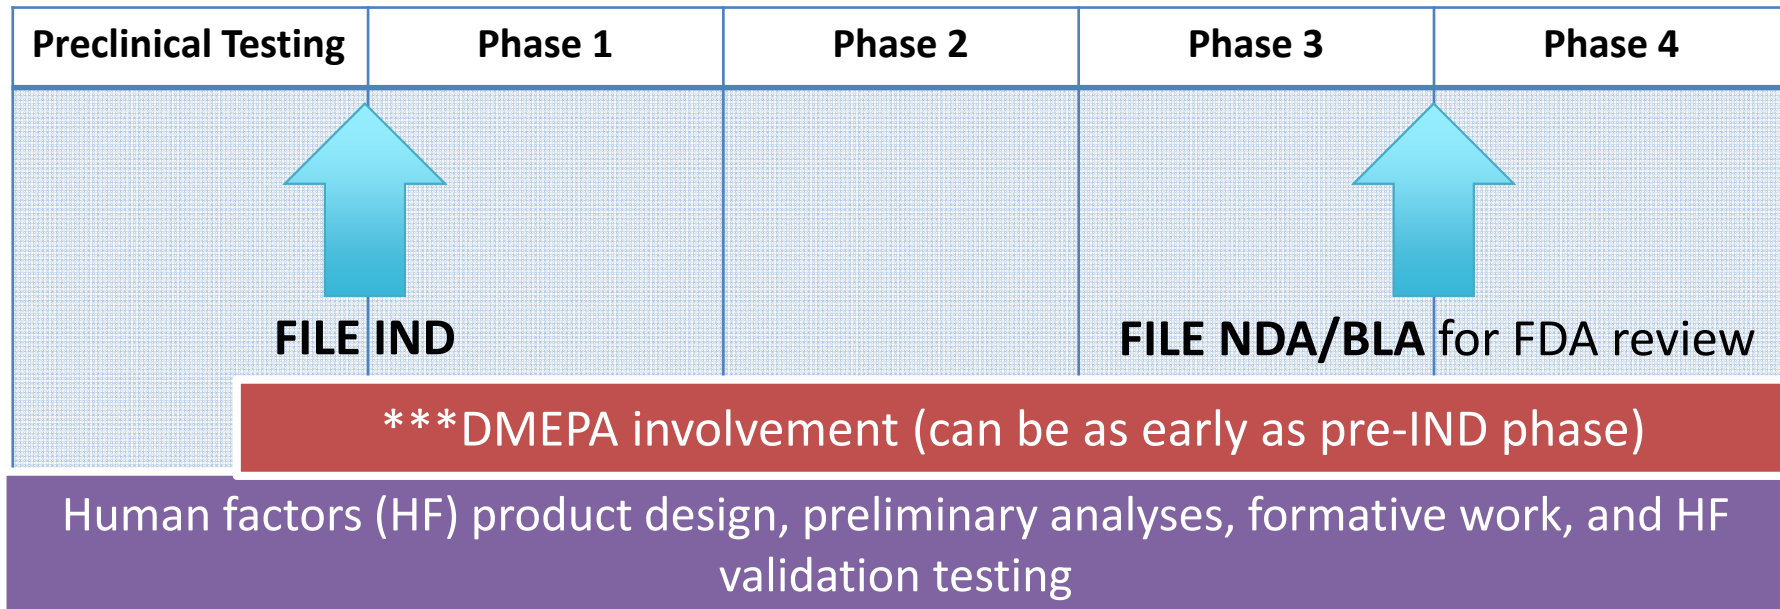 Preclinical Testing
Phase 1
Phase 2
Phase 3
Phase 4
FILE IND
FILE NDA/BLA for FDA review
***DMEPA involvement (can be as early as pre-IND phase)
Human factors (HF) product design, preliminary analyses, formative work, and HF
validation testing